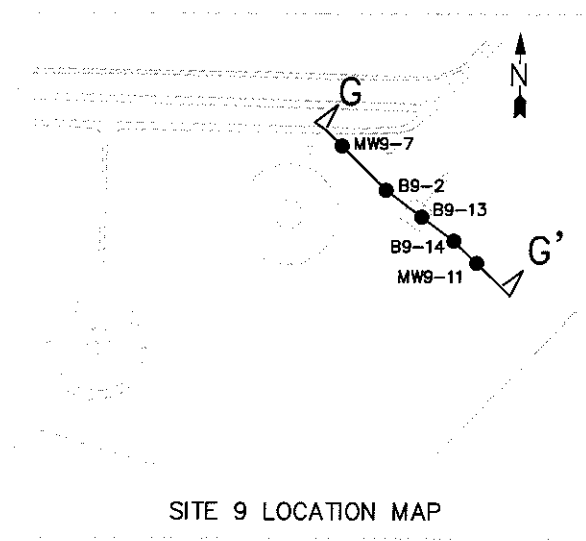 N
G
MW9-7
B9-2
B9-13
B9-14
G'
MW9-11
SITE 9 LOCATION MAP